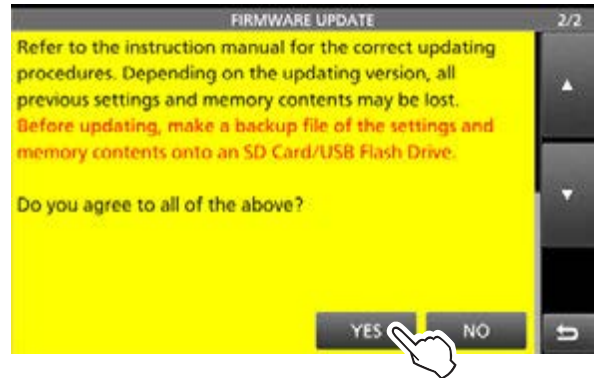 FIRMWARE UPDATE 2/2
Refer to the instruction manual for the correct updating
procedures. Depending on the updating version, all
previous settings and memory contents may be lost.
Before updating, make a backup file of the settings and
memory contents onto an SD Card/USB Flash Drive.
Do you agree to all of the above?
YES NO